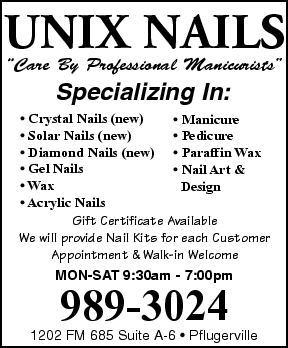 UNIX NAILS
"Care By Professional Manicurists"
Specializing In:
• Crystal Nails (new)
• Solar Nails (new)
• Diamond Nails (new)
• Gel Nails
• Wax
• Acrylic Nails
• Manicure
• Pedicure
• Paraffin Wax
• Nail Art &
Design
Gift Certificate Available
We will provide Nail Kits for each Customer
Appointment & Walk-in Welcome
MON-SAT 9:30am - 7:00pm
989-3024
1202 FM 685 Suite A-6 • Pflugerville